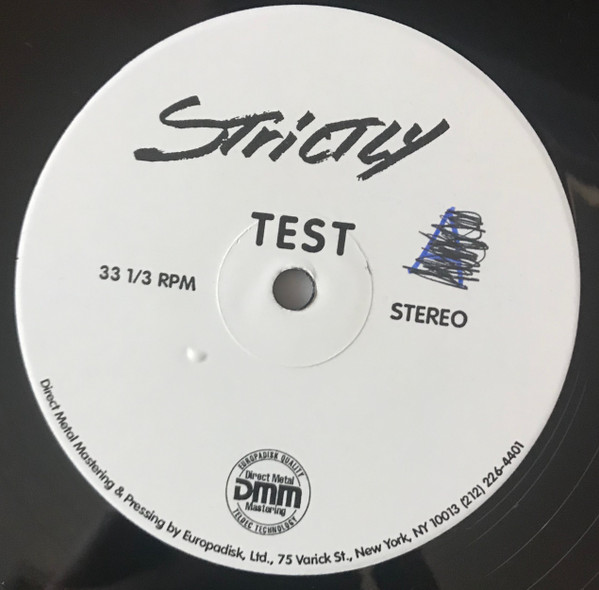 Strictly
TEST
33 1/3 RPM
STEREO
EUROPADISK QUALITY
Direct Metal
DMM
Mastering
TELDEC TECHNOLOGY
Direct Metal Mastering & Pressing by Europadisk, Ltd., 75 Varick St., New York, NY 10013 (212) 226-4401